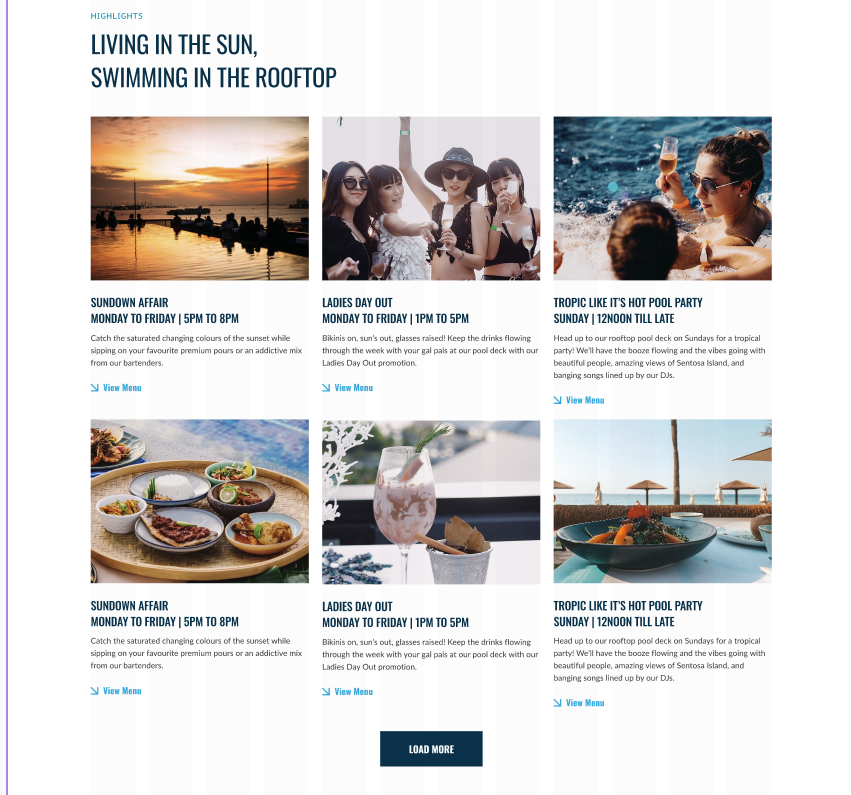 HIGHLIGHTS
LIVING IN THE SUN,
SWIMMING IN THE ROOFTOP
SUNDOWN AFFAIR
MONDAY TO FRIDAY | 5PM TO 8PM
Catch the saturated changing colours of the sunset while
sipping on your favourite premium pours or an addictive mix
from our bartenders.
View Menu
LADIES DAY OUT
MONDAY TO FRIDAY | 1PM TO 5PM
Bikinis on, sun's out, glasses raised! Keep the drinks flowing
through the week with your gal pals at our pool deck with our
Ladies Day Out promotion.
View Menu
TROPIC LIKE IT'S HOT POOL PARTY
SUNDAY | 12NOON TILL LATE
Head up to our rooftop pool deck on Sundays for a tropical
party! We'll have the booze flowing and the vibes going with
beautiful people, amazing views of Sentosa Island, and
banging songs lined up by our DJs.
View Menu
SUNDOWN AFFAIR
MONDAY TO FRIDAY | 5PM TO 8PM
Catch the saturated changing colours of the sunset while
sipping on your favourite premium pours or an addictive mix
from our bartenders.
View Menu
LADIES DAY OUT
MONDAY TO FRIDAY | 1PM TO 5PM
Bikinis on, sun's out, glasses raised! Keep the drinks flowing
through the week with your gal pals at our pool deck with our
Ladies Day Out promotion.
View Menu
TROPIC LIKE IT'S HOT POOL PARTY
SUNDAY | 12NOON TILL LATE
Head up to our rooftop pool deck on Sundays for a tropical
party! We'll have the booze flowing and the vibes going with
beautiful people, amazing views of Sentosa Island, and
banging songs lined up by our DJs.
View Menu
LOAD MORE